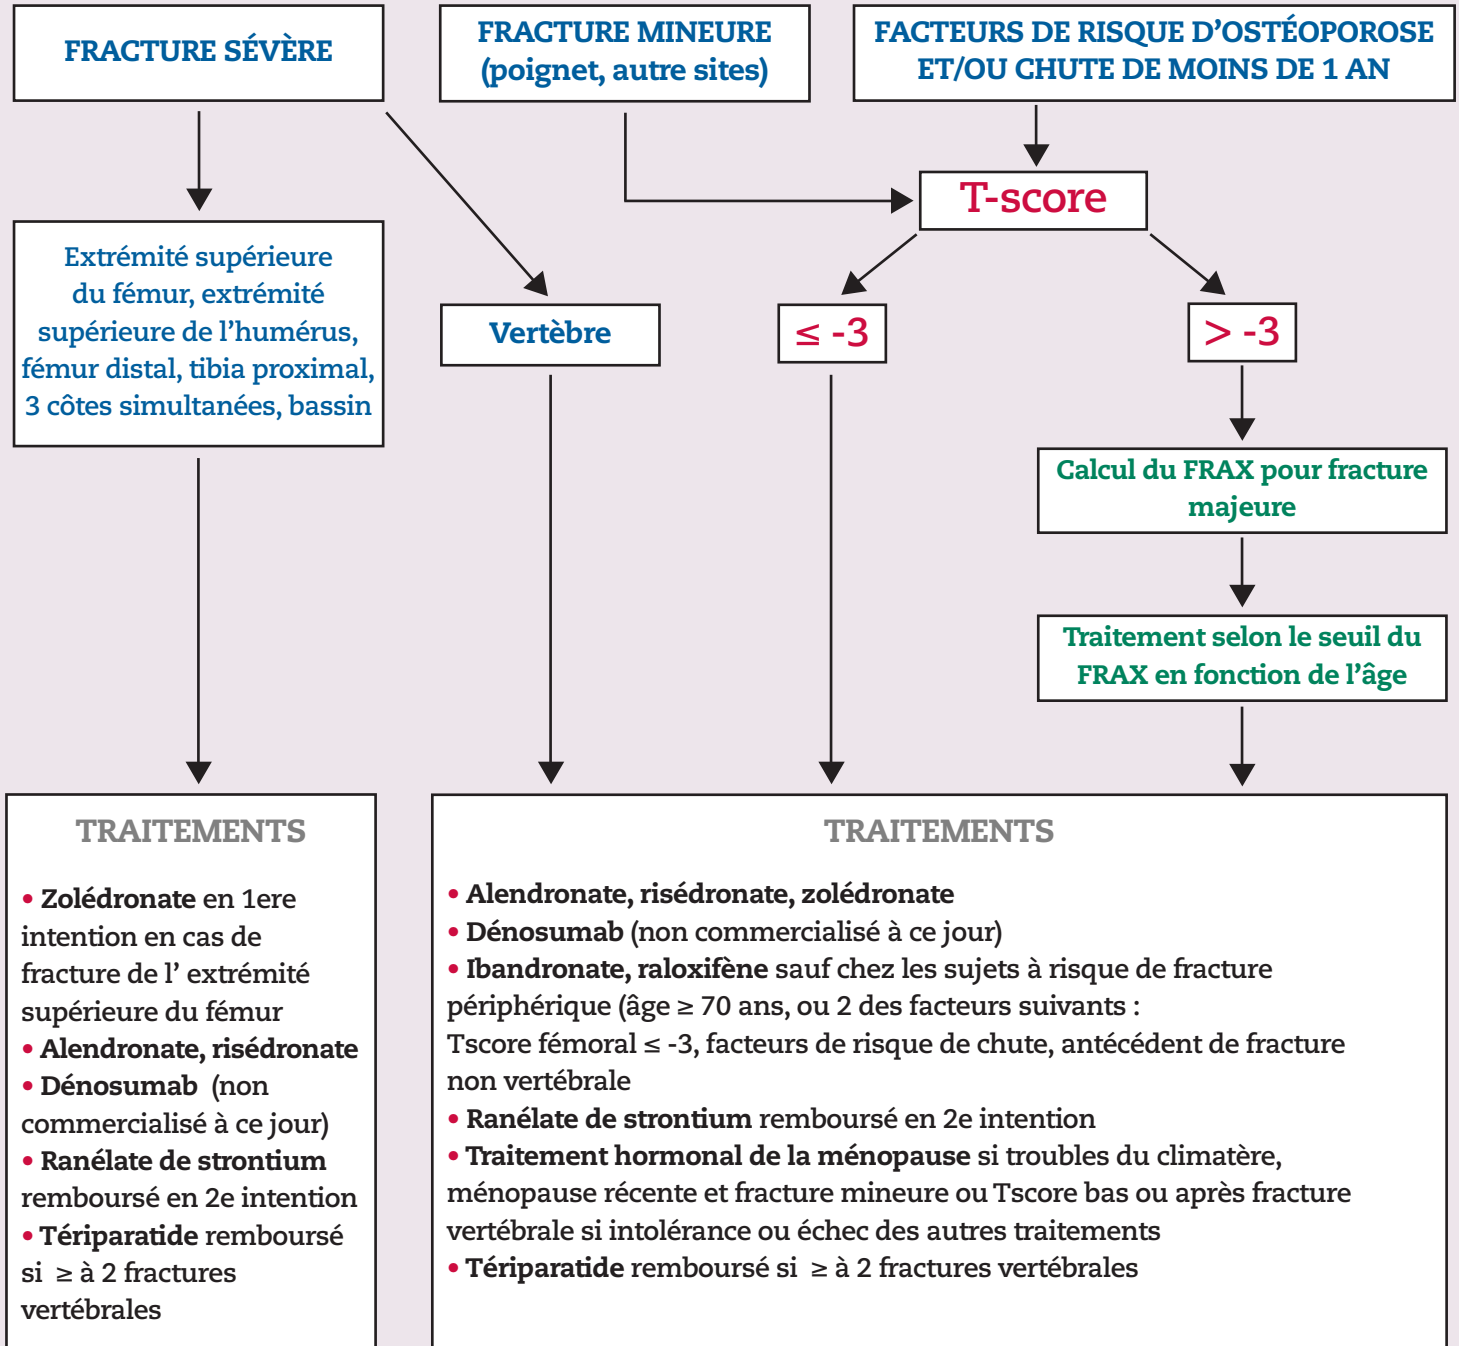 FRACTURE SÉVÈRE
FRACTURE MINEURE
(poignet, autre sites)
FACTEURS DE RISQUE D'OSTÉOPOROSE
ET/OU CHUTE DE MOINS DE 1 AN
T-score
Extrémité supérieure
du fémur, extrémité
supérieure de l'humérus,
fémur distal, tibia proximal,
3 côtes simultanées, bassin
Vertèbre
≤ -3
> -3
Calcul du FRAX pour fracture
majeure
Traitement selon le seuil du
FRAX en fonction de l'âge
TRAITEMENTS
• Zolédronate en 1ere
intention en cas de
fracture de l' extrémité
supérieure du fémur
• Alendronate, risédronate
• Dénosumab (non
commercialisé à ce jour)
• Ranélate de strontium
remboursé en 2e intention
• Tériparatide remboursé
si ≥ à 2 fractures
vertébrales
TRAITEMENTS
• Alendronate, risédronate, zolédronate
• Dénosumab (non commercialisé à ce jour)
• Ibandronate, raloxifène sauf chez les sujets à risque de fracture
périphérique (âge ≥ 70 ans, ou 2 des facteurs suivants :
Tscore fémoral ≤ -3, facteurs de risque de chute, antécédent de fracture
non vertébrale
• Ranélate de strontium remboursé en 2e intention
• Traitement hormonal de la ménopause si troubles du climatère,
ménopause récente et fracture mineure ou Tscore bas ou après fracture
vertébrale si intolérance ou échec des autres traitements
• Tériparatide remboursé si ≥ à 2 fractures vertébrales